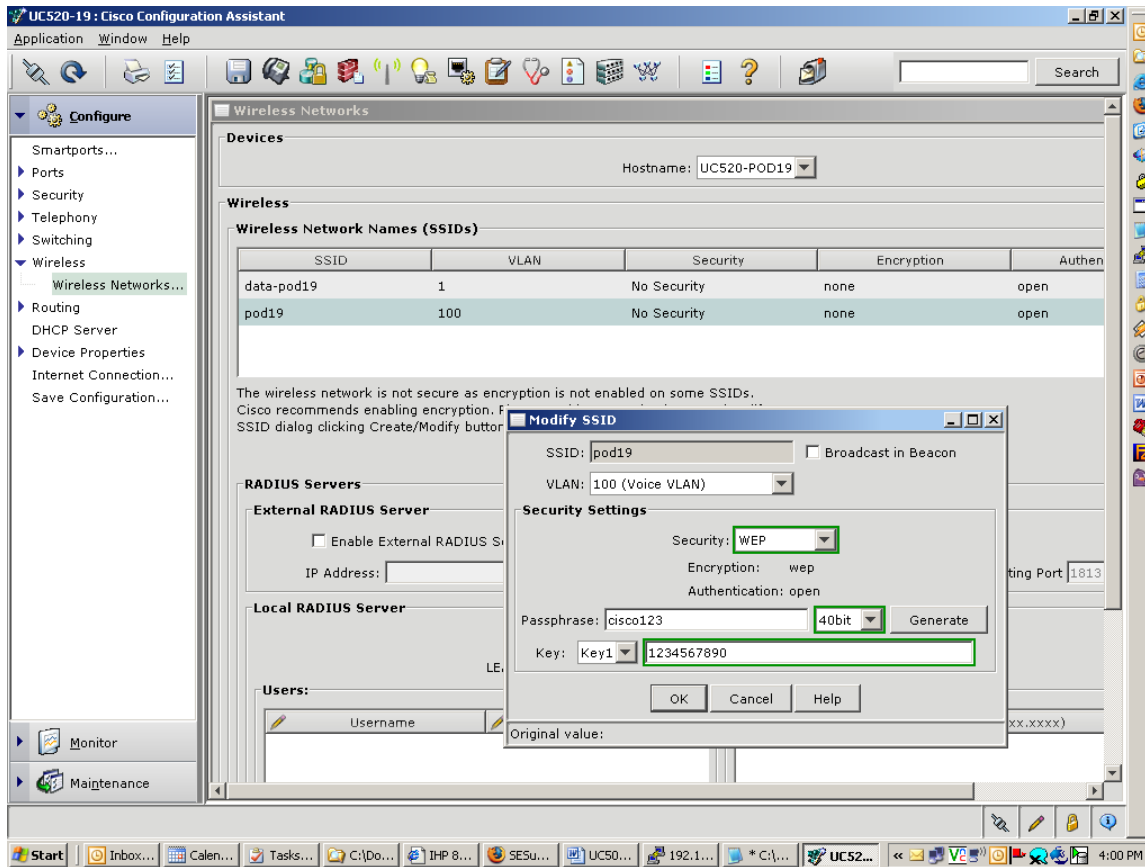 UC520-19 : Cisco Configuration Assistant
Application Window Help
Search
Configure
Smartports...
Ports
Security
Telephony
Switching
Wireless
Wireless Networks...
Routing
DHCP Server
Device Properties
Internet Connection...
Save Configuration...
Monitor
Maintenance
Wireless Networks
Devices
Hostname: UC520-POD19
Wireless
Wireless Network Names (SSIDs)
SSID VLAN Security Encryption Authen
data-pod19 1 No Security none open
pod19 100 No Security none open
The wireless network is not secure as encryption is not enabled on some SSIDs.
Cisco recommends enabling encryption.
SSID dialog clicking Create/Modify button
RADIUS Servers
External RADIUS Server
Enable External RADIUS S
IP Address:
ting Port 1813
Local RADIUS Server
LE
Users:
Username
xx.xxxx)
Modify SSID
SSID: pod19 Broadcast in Beacon
VLAN: 100 (Voice VLAN)
Security Settings
Security: WEP
Encryption: wep
Authentication: open
Passphrase: cisco123 40bit Generate
Key: Key1 1234567890
OK Cancel Help
Original value:
Start Inbox... Calen... Tasks... C:\Do... IHP 8... SESu... UC50... 192.1... * C:\... UC52... 4:00 PM